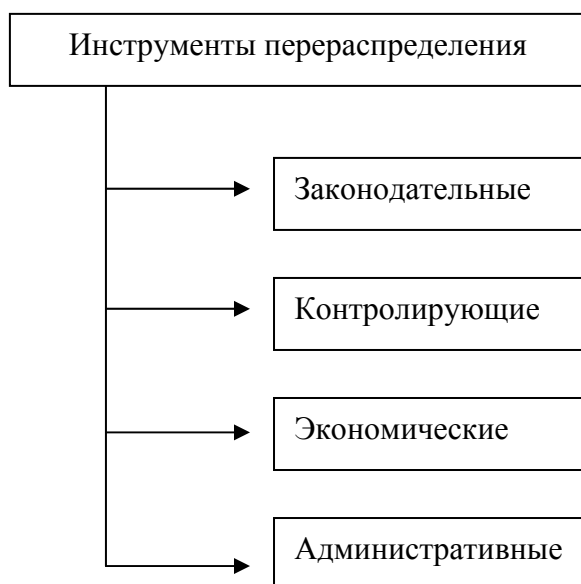 Инструменты перераспределения
Законодательные
Контролирующие
Экономические
Административные